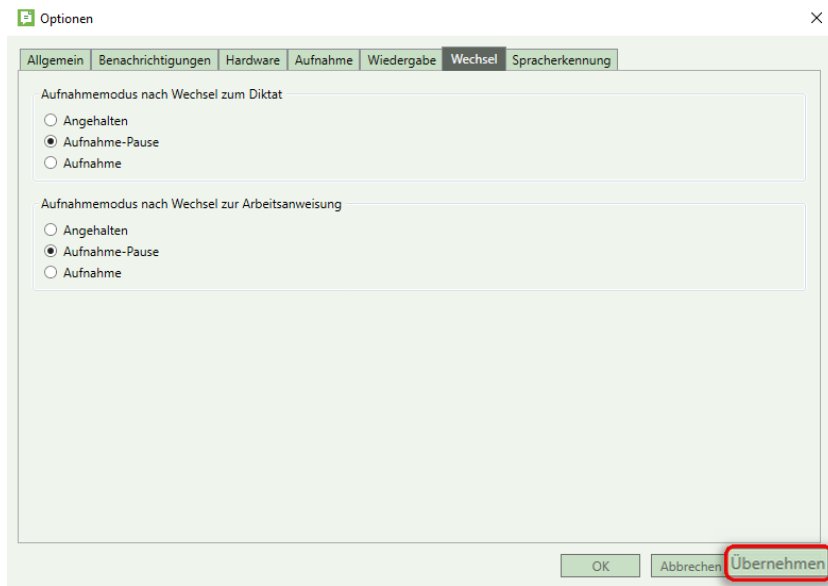 Optionen
Allgemein Benachrichtigungen Hardware Aufnahme Wiedergabe Wechsel Spracherkennung
Aufnahmemodus nach Wechsel zum Diktat
Angehalten
Aufnahme-Pause
Aufnahme
Aufnahmemodus nach Wechsel zur Arbeitsanweisung
Angehalten
Aufnahme-Pause
Aufnahme
OK Abbrechen Übernehmen